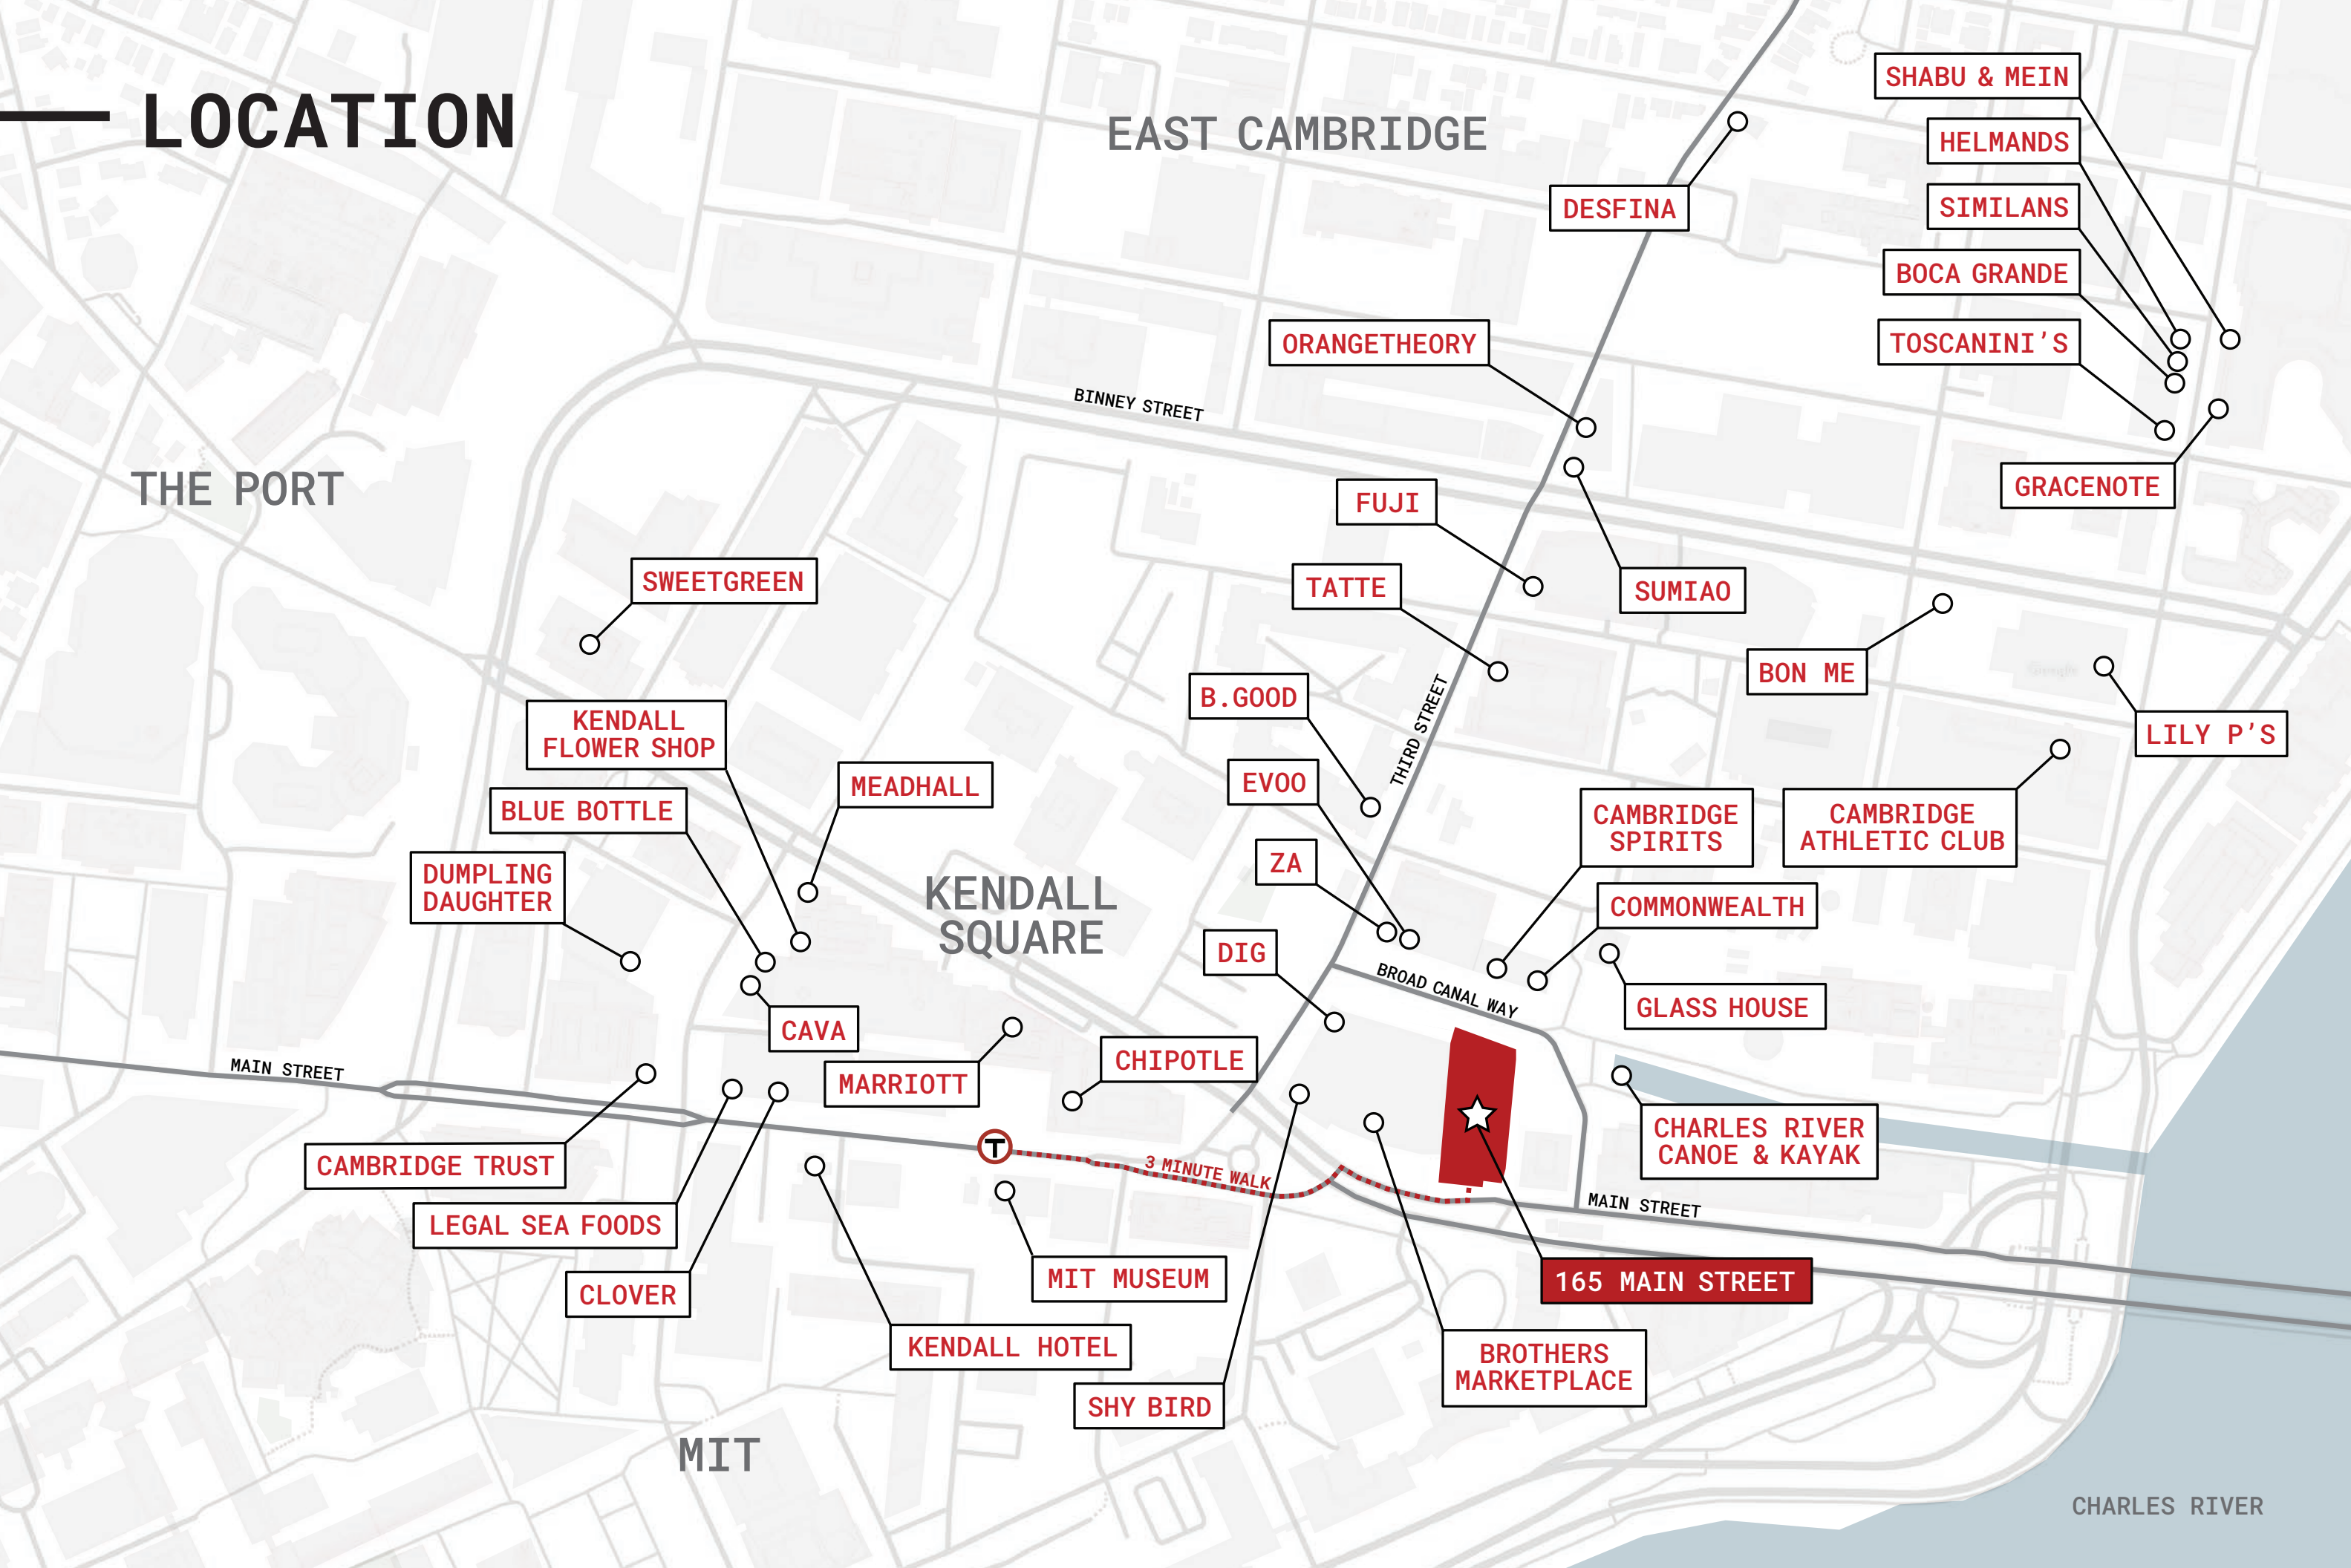 LOCATION
EAST CAMBRIDGE
SHABU & MEIN
HELMANDS
DESFINA
SIMILANS
BOCA GRANDE
ORANGETHEORY
TOSCANINI'S
BINNEY STREET
THE PORT
GRACENOTE
FUJI
SWEETGREEN
TATTE
SUMIAO
BON ME
Google
B.GOOD
THIRD STREET
LILY P'S
KENDALL
FLOWER SHOP
MEADHALL
EVOO
BLUE BOTTLE
CAMBRIDGE
SPIRITS
CAMBRIDGE
ATHLETIC CLUB
DUMPLING
DAUGHTER
ZA
KENDALL
SQUARE
COMMONWEALTH
DIG
BROAD CANAL WAY
GLASS HOUSE
CAVA
MAIN STREET
MARRIOTT
CHIPOTLE
CHARLES RIVER
CANOE & KAYAK
T
CAMBRIDGE TRUST
3 MINUTE WALK
MAIN STREET
LEGAL SEA FOODS
MIT MUSEUM
165 MAIN STREET
CLOVER
KENDALL HOTEL
BROTHERS
MARKETPLACE
SHY BIRD
MIT
CHARLES RIVER